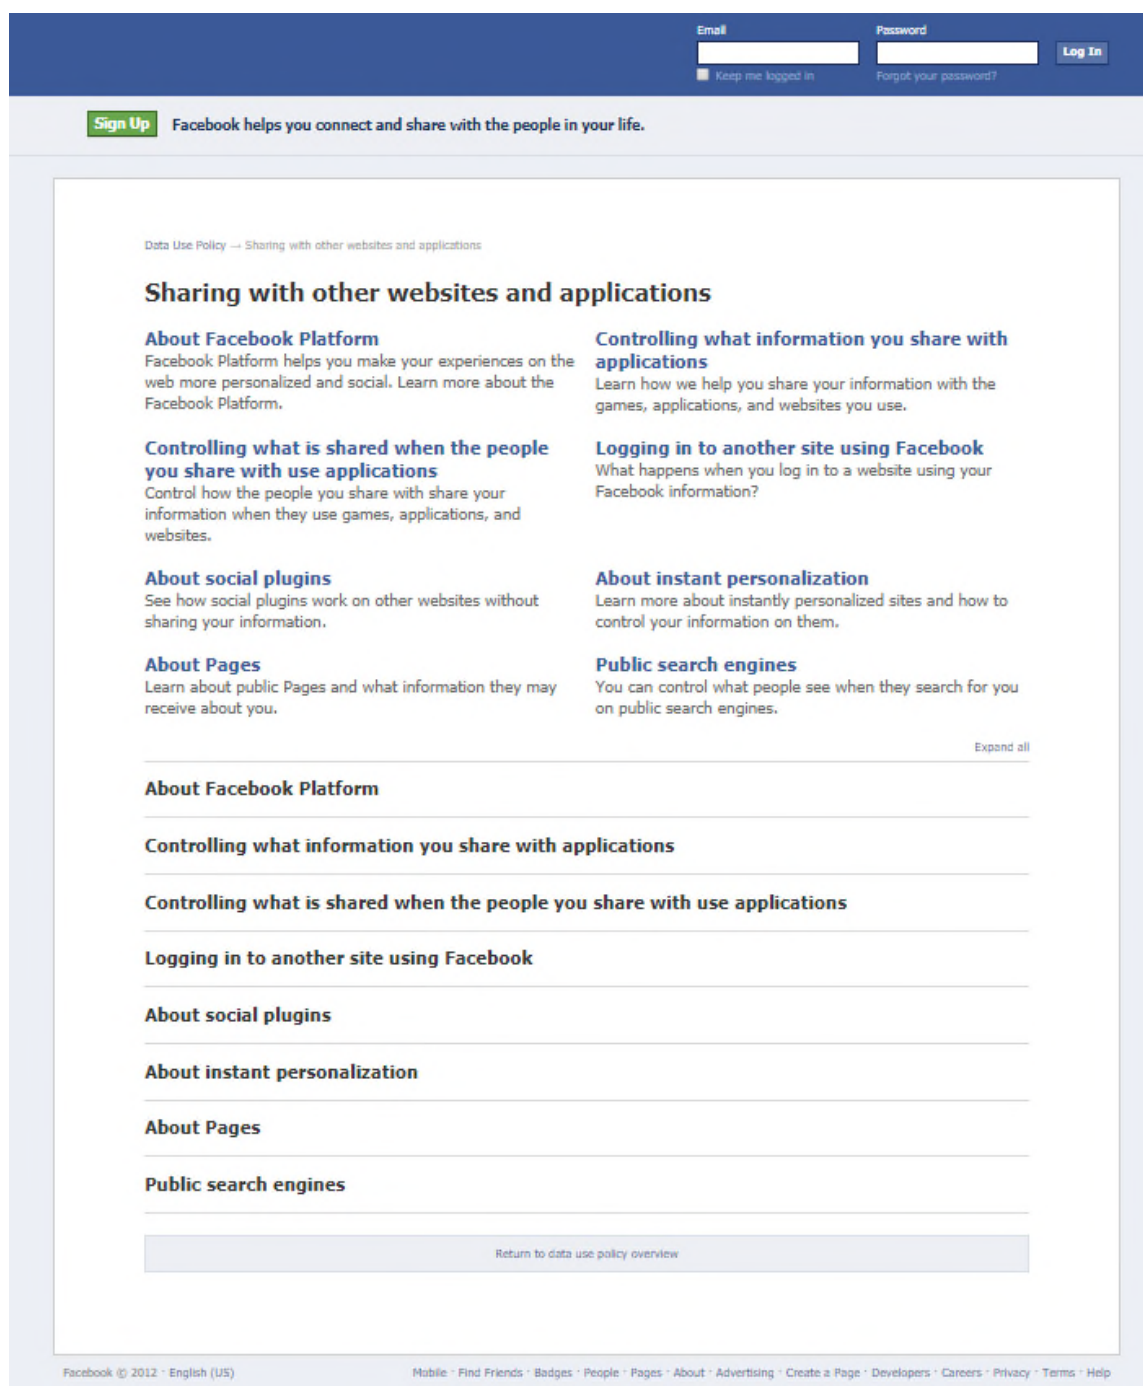 Email
Password
Log In
Keep me logged in
Forgot your password?
Sign Up
Facebook helps you connect and share with the people in your life.
Data Use Policy → Sharing with other websites and applications
Sharing with other websites and applications
About Facebook Platform
Facebook Platform helps you make your experiences on the
web more personalized and social. Learn more about the
Facebook Platform.
Controlling what information you share with
applications
Learn how we help you share your information with the
games, applications, and websites you use.
Controlling what is shared when the people
you share with use applications
Control how the people you share with share your
information when they use games, applications, and
websites.
Logging in to another site using Facebook
What happens when you log in to a website using your
Facebook information?
About social plugins
See how social plugins work on other websites without
sharing your information.
About instant personalization
Learn more about instantly personalized sites and how to
control your information on them.
About Pages
Learn about public Pages and what information they may
receive about you.
Public search engines
You can control what people see when they search for you
on public search engines.
Expand all
About Facebook Platform
Controlling what information you share with applications
Controlling what is shared when the people you share with use applications
Logging in to another site using Facebook
About social plugins
About instant personalization
About Pages
Public search engines
Return to data use policy overview
Facebook © 2012 · English (US)
Mobile · Find Friends · Badges · People · Pages · About · Advertising · Create a Page · Developers · Careers · Privacy · Terms · Help